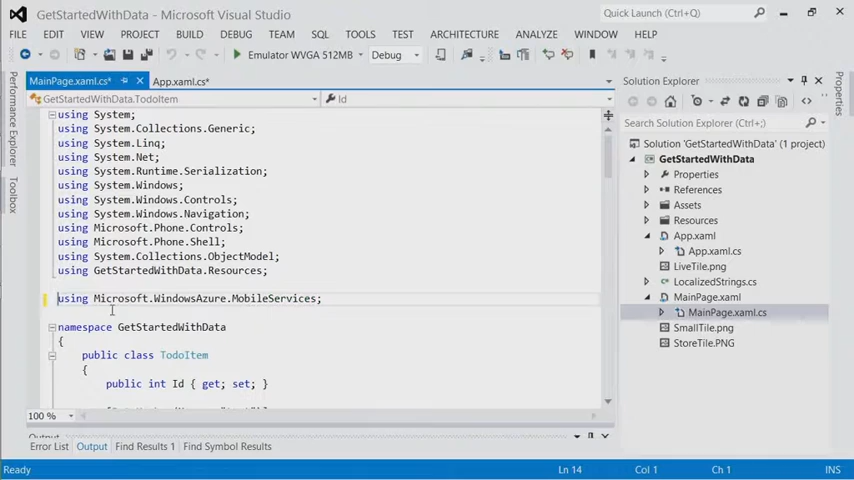 GetStartedWithData - Microsoft Visual Studio
Quick Launch (Ctrl+Q)
FILE EDIT VIEW PROJECT BUILD DEBUG TEAM SQL TOOLS TEST ARCHITECTURE ANALYZE WINDOW HELP
Emulator WVGA 512MB Debug
MainPage.xaml.cs* App.xaml.cs*
GetStartedWithData.TodoItem Id
Performance Explorer
Toolbox
using System;
using System.Collections.Generic;
using System.Linq;
using System.Net;
using System.Runtime.Serialization;
using System.Windows;
using System.Windows.Controls;
using System.Windows.Navigation;
using Microsoft.Phone.Controls;
using Microsoft.Phone.Shell;
using System.Collections.ObjectModel;
using GetStartedWithData.Resources;
using Microsoft.WindowsAzure.MobileServices;
namespace GetStartedWithData
{
public class TodoItem
{
public int Id { get; set; }
100 %
Output
Error List Output Find Results 1 Find Symbol Results
Solution Explorer
Search Solution Explorer (Ctrl+;)
Solution 'GetStartedWithData' (1 project)
GetStartedWithData
Properties
References
Assets
Resources
App.xaml
App.xaml.cs
LiveTile.png
LocalizedStrings.cs
MainPage.xaml
MainPage.xaml.cs
SmallTile.png
StoreTile.PNG
Properties
Ready Ln 14 Col 1 Ch 1 INS